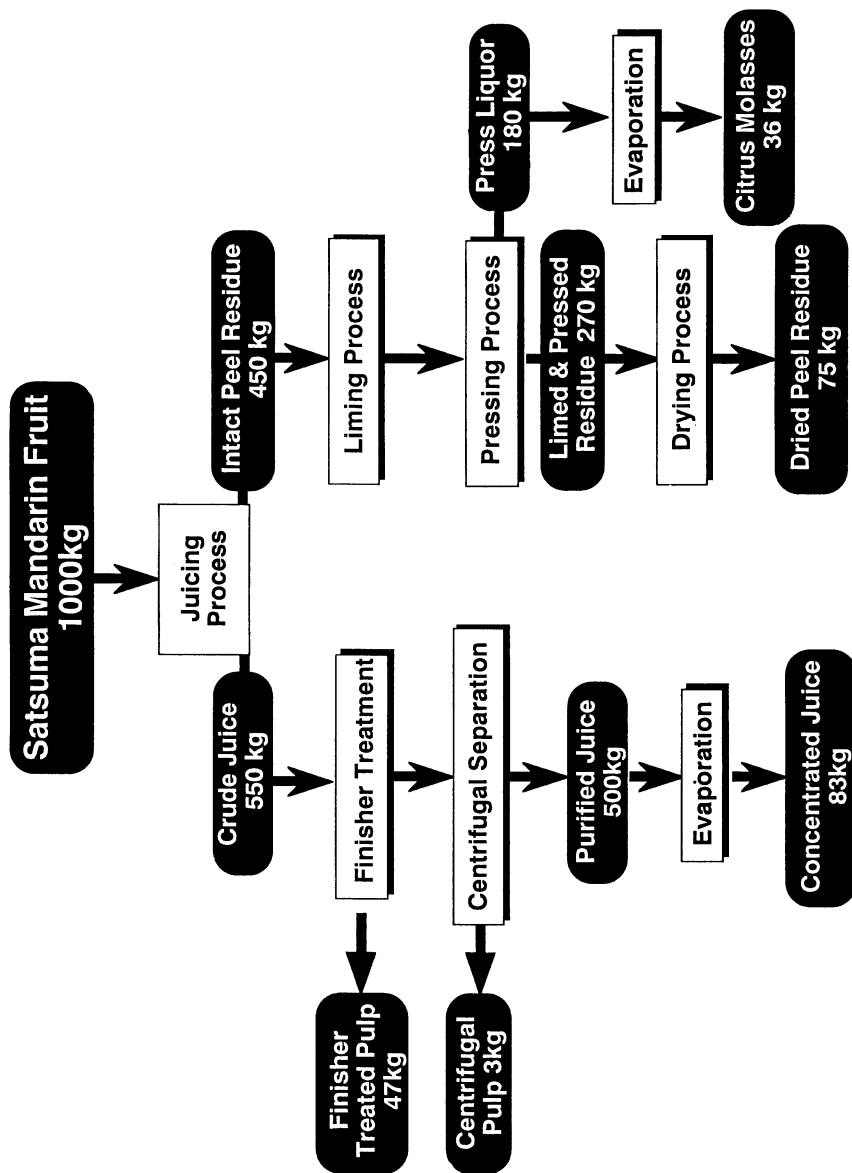 Satsuma Mandarin Fruit
1000kg
Juicing
Process
Crude Juice
550 kg
Intact Peel Residue
450 kg
Finisher Treatment
Liming Process
Finisher
Treated Pulp
47kg
Centrifugal Separation
Pressing Process
Press Liquor
180 kg
Centrifugal
Pulp 3kg
Purified Juice
500kg
Limed & Pressed
Residue 270 kg
Evaporation
Evaporation
Drying Process
Citrus Molasses
36 kg
Concentrated Juice
83kg
Dried Peel Residue
75 kg